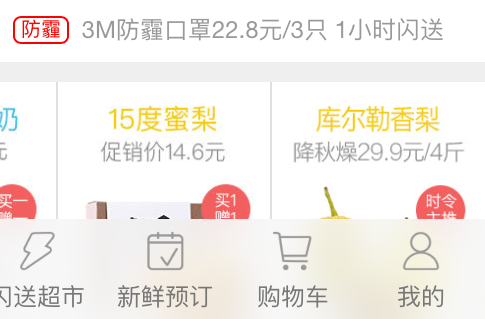 防霾 3M防霾口罩22.8元/3只 1小时闪送
奶 15度蜜梨 库尔勒香梨
元 促销价14.6元 降秋燥29.9元/4斤
买一 买1 时令
赠一 赠1 主推
闪送超市 新鲜预订 购物车 我的